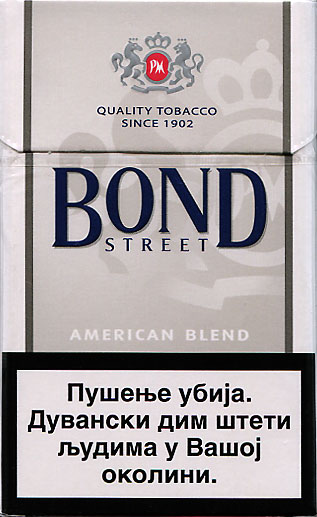 PM
QUALITY TOBACCO
SINCE 1902
BOND
STREET
AMERICAN BLEND
Пушење убија.
Дувански дим штети
људима у Вашој
околини.